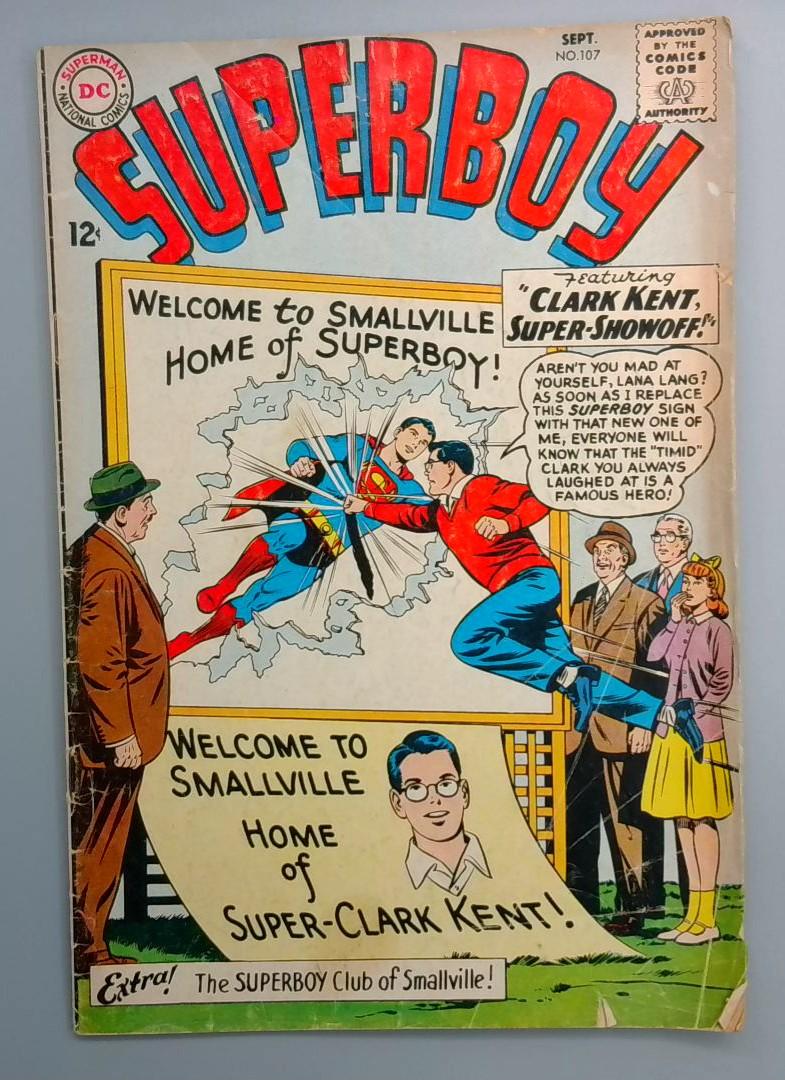 SUPERMAN
DC
NATIONAL COMICS
SUPERBOY
SEPT.
NO.107
APPROVED
BY THE
COMICS
CODE
CA
AUTHORITY
12¢
WELCOME to SMALLVILLE
HOME of SUPERBOY!
Featuring
"CLARK KENT,
SUPER-SHOWOFF!"
AREN'T YOU MAD AT
YOURSELF, LANA LANG?
AS SOON AS I REPLACE
THIS SUPERBOY SIGN
WITH THAT NEW ONE OF
ME, EVERYONE WILL
KNOW THAT THE "TIMID"
CLARK YOU ALWAYS
LAUGHED AT IS A
FAMOUS HERO!
WELCOME TO
SMALLVILLE
HOME
of
SUPER-CLARK KENT!
Extra! The SUPERBOY Club of Smallville!